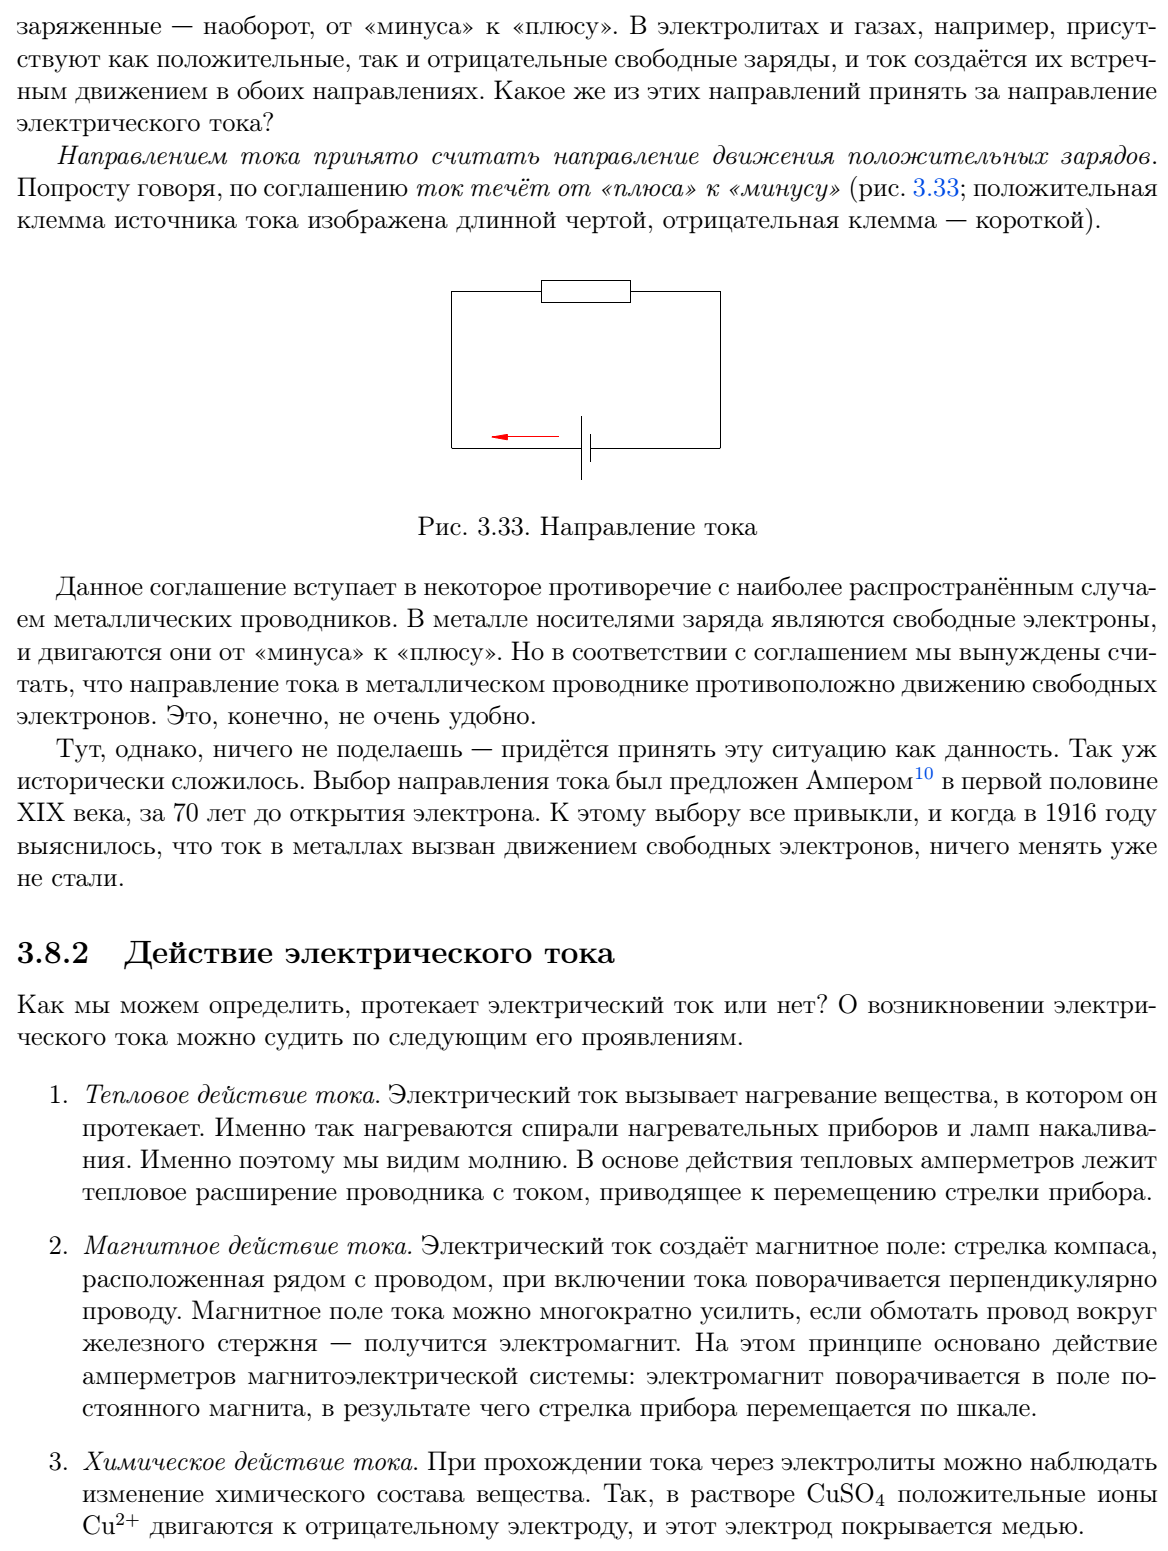 заряженные — наоборот, от «минуса» к «плюсу». В электролитах и газах, например, присут-
ствуют как положительные, так и отрицательные свободные заряды, и ток создаётся их встреч-
ным движением в обоих направлениях. Какое же из этих направлений принять за направление
электрического тока?
Направлением тока принято считать направление движения положительных зарядов.
Попросту говоря, по соглашению ток течёт от «плюса» к «минусу» (рис. 3.33; положительная
клемма источника тока изображена длинной чертой, отрицательная клемма — короткой).
Рис. 3.33. Направление тока
Данное соглашение вступает в некоторое противоречие с наиболее распространённым случа-
ем металлических проводников. В металле носителями заряда являются свободные электроны,
и двигаются они от «минуса» к «плюсу». Но в соответствии с соглашением мы вынуждены счи-
тать, что направление тока в металлическом проводнике противоположно движению свободных
электронов. Это, конечно, не очень удобно.
Тут, однако, ничего не поделаешь — придётся принять эту ситуацию как данность. Так уж
исторически сложилось. Выбор направления тока был предложен Ампером¹⁰ в первой половине
XIX века, за 70 лет до открытия электрона. К этому выбору все привыкли, и когда в 1916 году
выяснилось, что ток в металлах вызван движением свободных электронов, ничего менять уже
не стали.
3.8.2 Действие электрического тока
Как мы можем определить, протекает электрический ток или нет? О возникновении электри-
ческого тока можно судить по следующим его проявлениям.
1. Тепловое действие тока. Электрический ток вызывает нагревание вещества, в котором он
протекает. Именно так нагреваются спирали нагревательных приборов и ламп накалива-
ния. Именно поэтому мы видим молнию. В основе действия тепловых амперметров лежит
тепловое расширение проводника с током, приводящее к перемещению стрелки прибора.
2. Магнитное действие тока. Электрический ток создаёт магнитное поле: стрелка компаса,
расположенная рядом с проводом, при включении тока поворачивается перпендикулярно
проводу. Магнитное поле тока можно многократно усилить, если обмотать провод вокруг
железного стержня — получится электромагнит. На этом принципе основано действие
амперметров магнитоэлектрической системы: электромагнит поворачивается в поле по-
стоянного магнита, в результате чего стрелка прибора перемещается по шкале.
3. Химическое действие тока. При прохождении тока через электролиты можно наблюдать
изменение химического состава вещества. Так, в растворе CuSO₄ положительные ионы
Cu²⁺ двигаются к отрицательному электроду, и этот электрод покрывается медью.